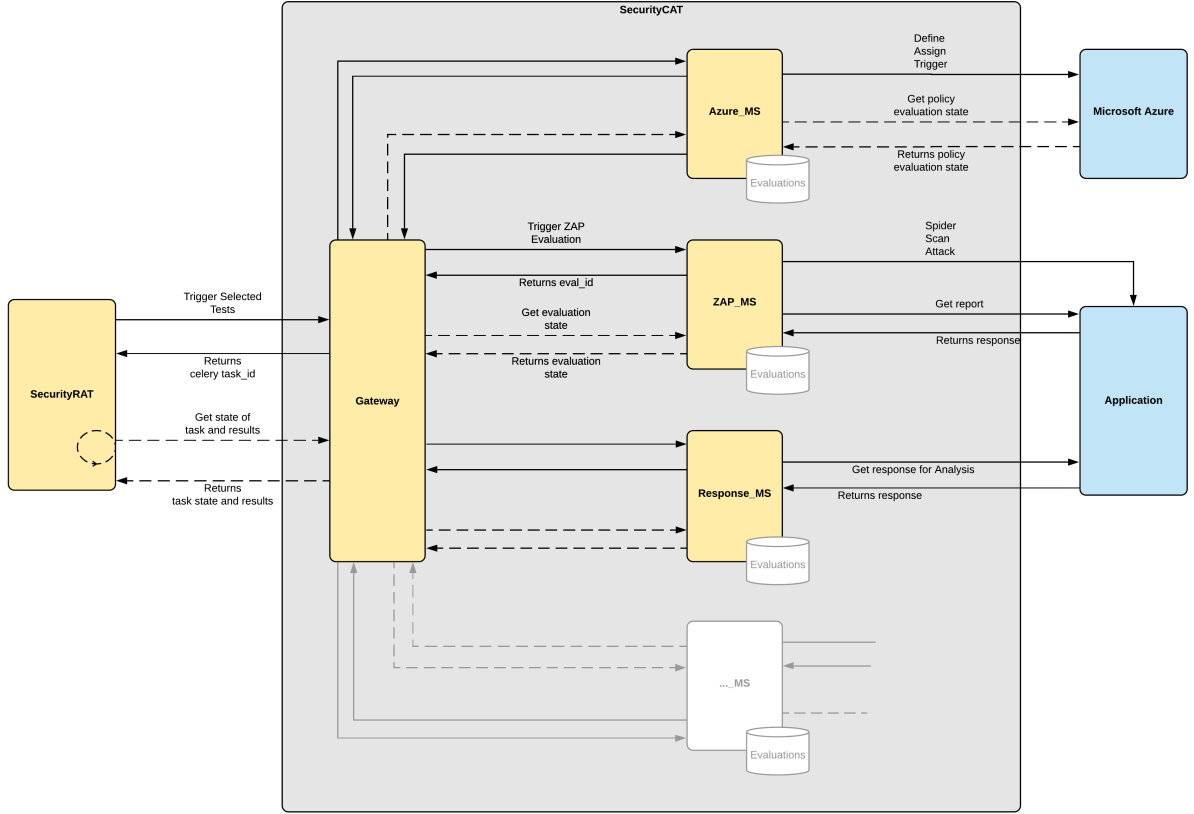 SecurityCAT
Define
Assign
Trigger
Azure_MS
Microsoft Azure
Get policy
evaluation state
Returns policy
evaluation state
Evaluations
Trigger ZAP
Evaluation
Spider
Scan
Attack
Returns eval_id
ZAP_MS
Trigger Selected
Tests
Get evaluation
state
Get report
Returns response
Returns
celery task_id
Returns evaluation
state
Evaluations
SecurityRAT
Gateway
Application
Get state of
task and results
Get response for Analysis
Returns
task state and results
Response_MS
Returns response
Evaluations
..._MS
Evaluations